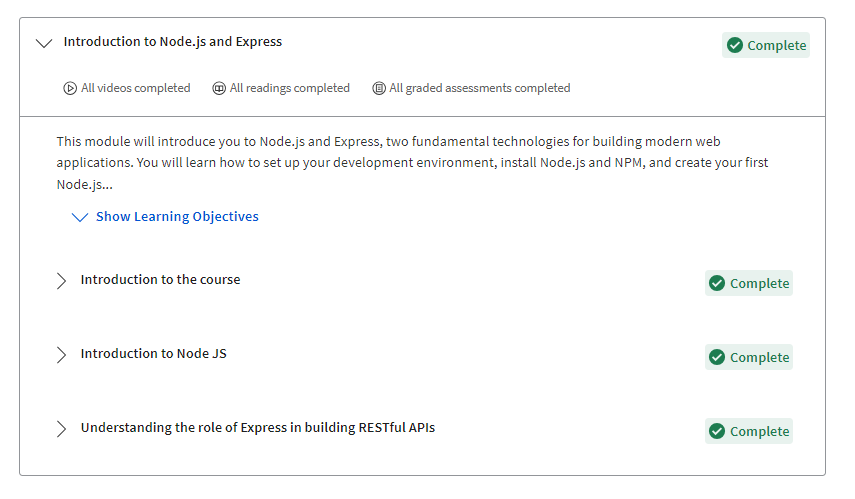 Introduction to Node.js and Express
Complete
All videos completed
All readings completed
All graded assessments completed
This module will introduce you to Node.js and Express, two fundamental technologies for building modern web
applications. You will learn how to set up your development environment, install Node.js and NPM, and create your first
Node.js...
Show Learning Objectives
Introduction to the course
Complete
Introduction to Node JS
Complete
Understanding the role of Express in building RESTful APIs
Complete